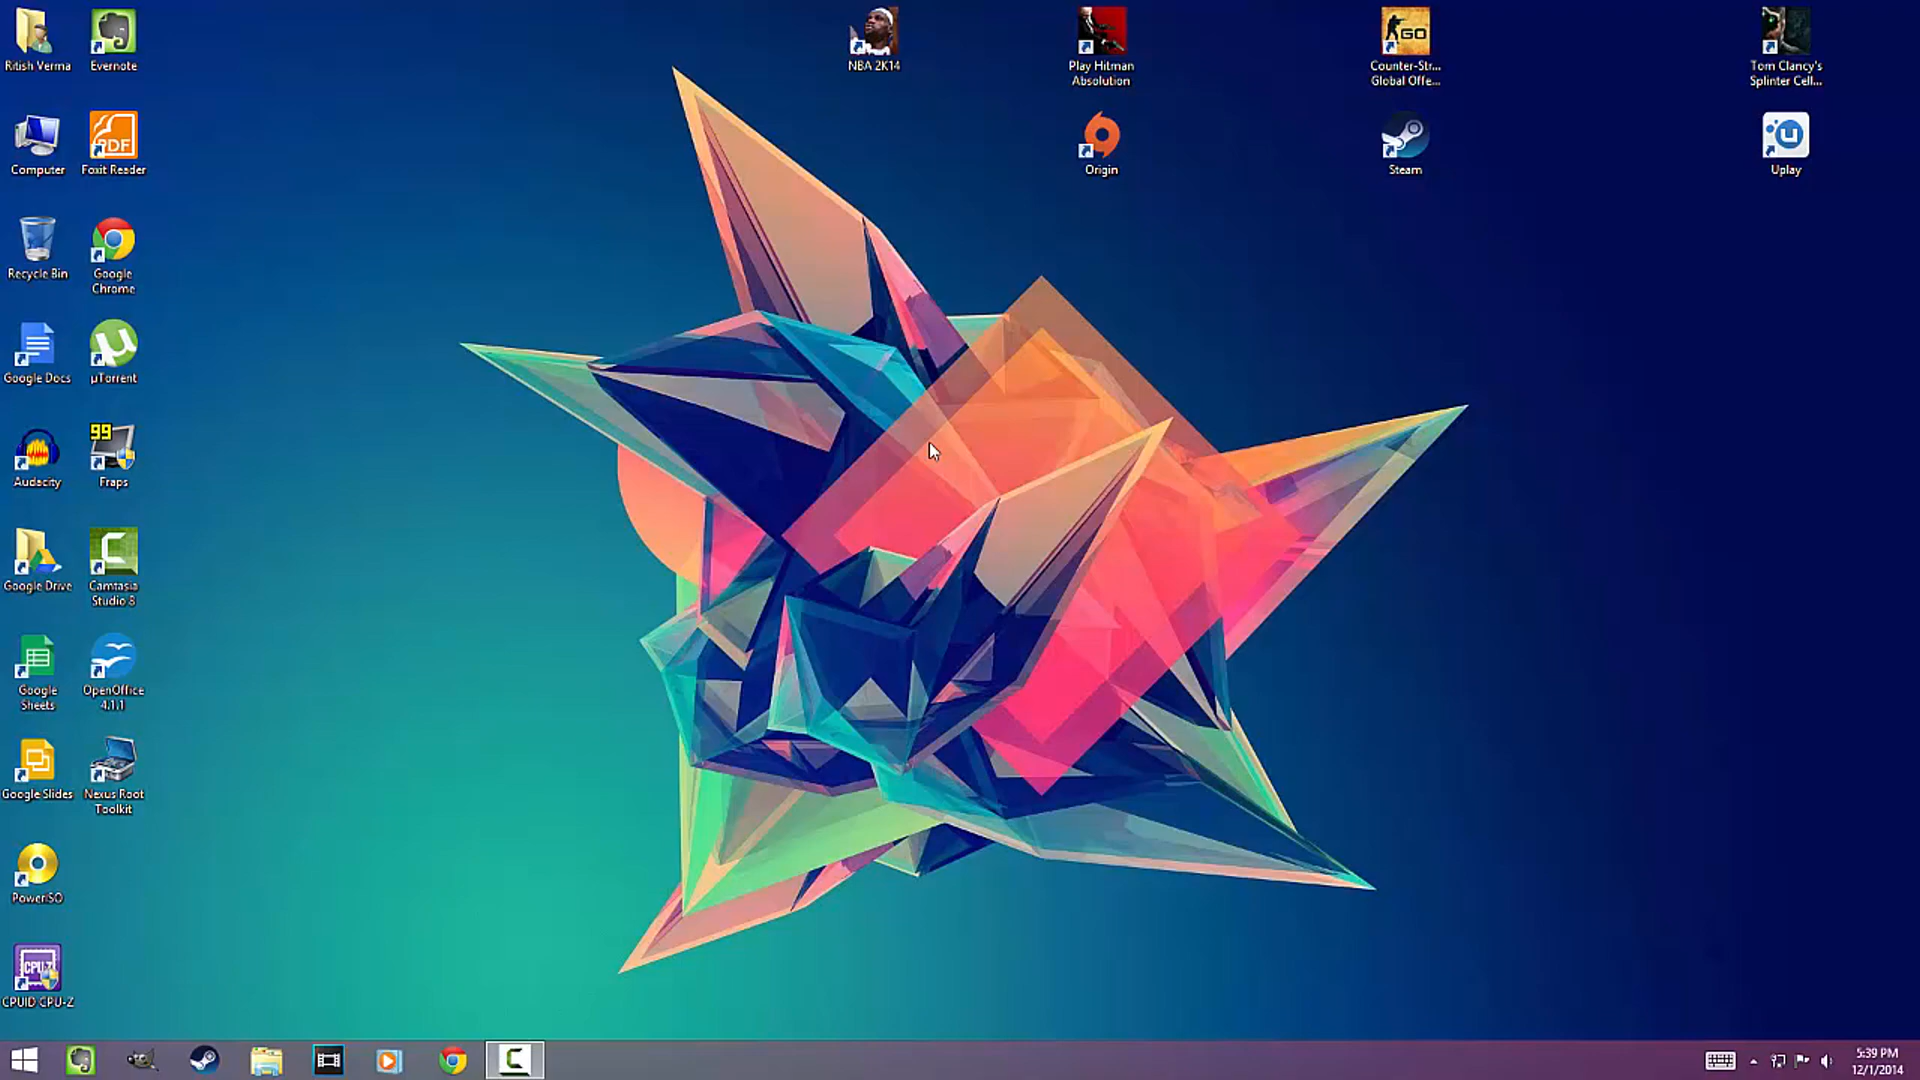 Ritish Verma
Evernote
NBA 2K14
Play Hitman
Absolution
Counter-Str...
Global Offe...
Tom Clancy's
Splinter Cell...
GO
Computer
PDF
Foxit Reader
Origin
Steam
U
Uplay
Recycle Bin
Google
Chrome
Google Docs
µ
µTorrent
Audacity
99
Fraps
Google Drive
Camtasia
Studio 8
Google
Sheets
OpenOffice
4.1.1
Google Slides
Nexus Root
Toolkit
PowerISO
CPU-Z
CPUID CPU-Z
5:39 PM
12/1/2014